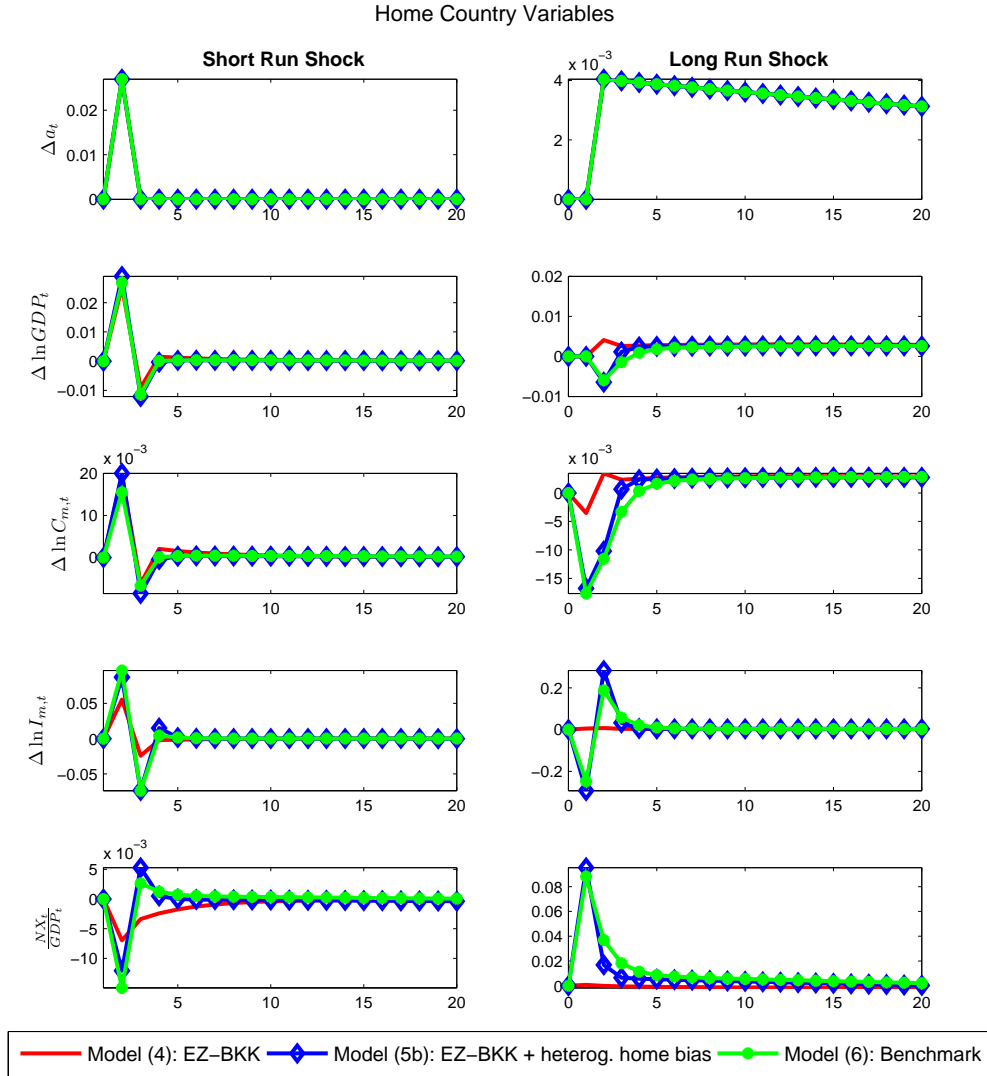 Home Country Variables
Short Run Shock
Long Run Shock
Δa_t
0.02
0.01
0
5 10 15 20
x 10^-3
4
2
0
0 5 10 15 20
Δ ln GDP_t
0.02
0.01
0
−0.01
5 10 15 20
0.02
0.01
0
−0.01
0 5 10 15 20
Δ ln C_{m,t}
x 10^-3
20
10
0
5 10 15 20
x 10^-3
0
−5
−10
−15
0 5 10 15 20
Δ ln I_{m,t}
0.05
0
−0.05
5 10 15 20
0.2
0
−0.2
0 5 10 15 20
NX_t/GDP_t
x 10^-3
5
0
−5
−10
5 10 15 20
0.08
0.06
0.04
0.02
0
0 5 10 15 20
Model (4): EZ−BKK Model (5b): EZ−BKK + heterog. home bias Model (6): Benchmark